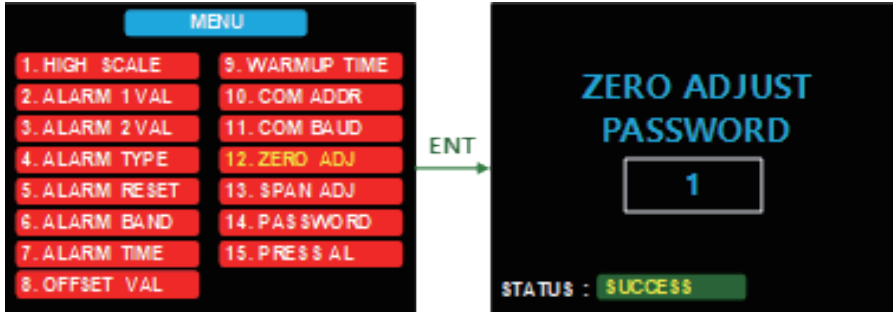 MENU
1. HIGH SCALE
2. ALARM 1 VAL
3. ALARM 2 VAL
4. ALARM TYPE
5. ALARM RESET
6. ALARM BAND
7. ALARM TIME
8. OFFSET VAL
9. WARMUP TIME
10. COM ADDR
11. COM BAUD
12. ZERO ADJ
13. SPAN ADJ
14. PASSWORD
15. PRESS AL
ENT
ZERO ADJUST
PASSWORD
1
STATUS : SUCCESS